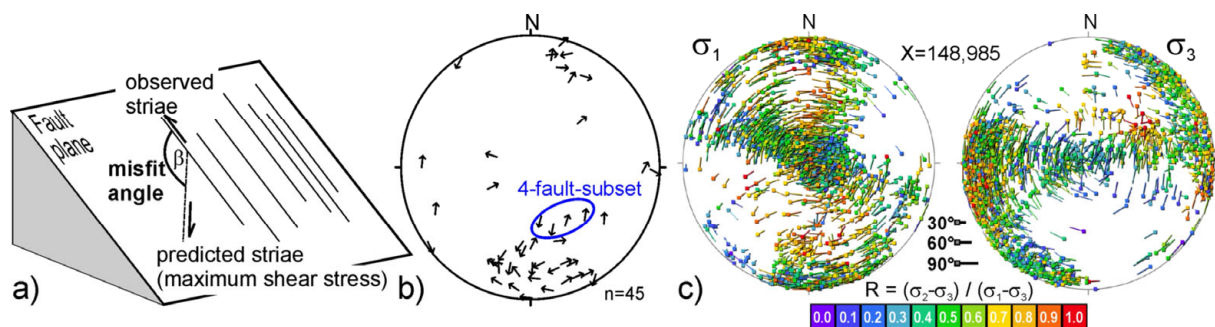 observed
striae
Fault
plane
β
misfit
angle
predicted striae
(maximum shear stress)
a)
N
4-fault-subset
n=45
b)
N
σ1
X=148,985
N
σ3
30°
60°
90°
R = (σ2-σ3) / (σ1-σ3)
0.0 0.1 0.2 0.3 0.4 0.5 0.6 0.7 0.8 0.9 1.0
c)